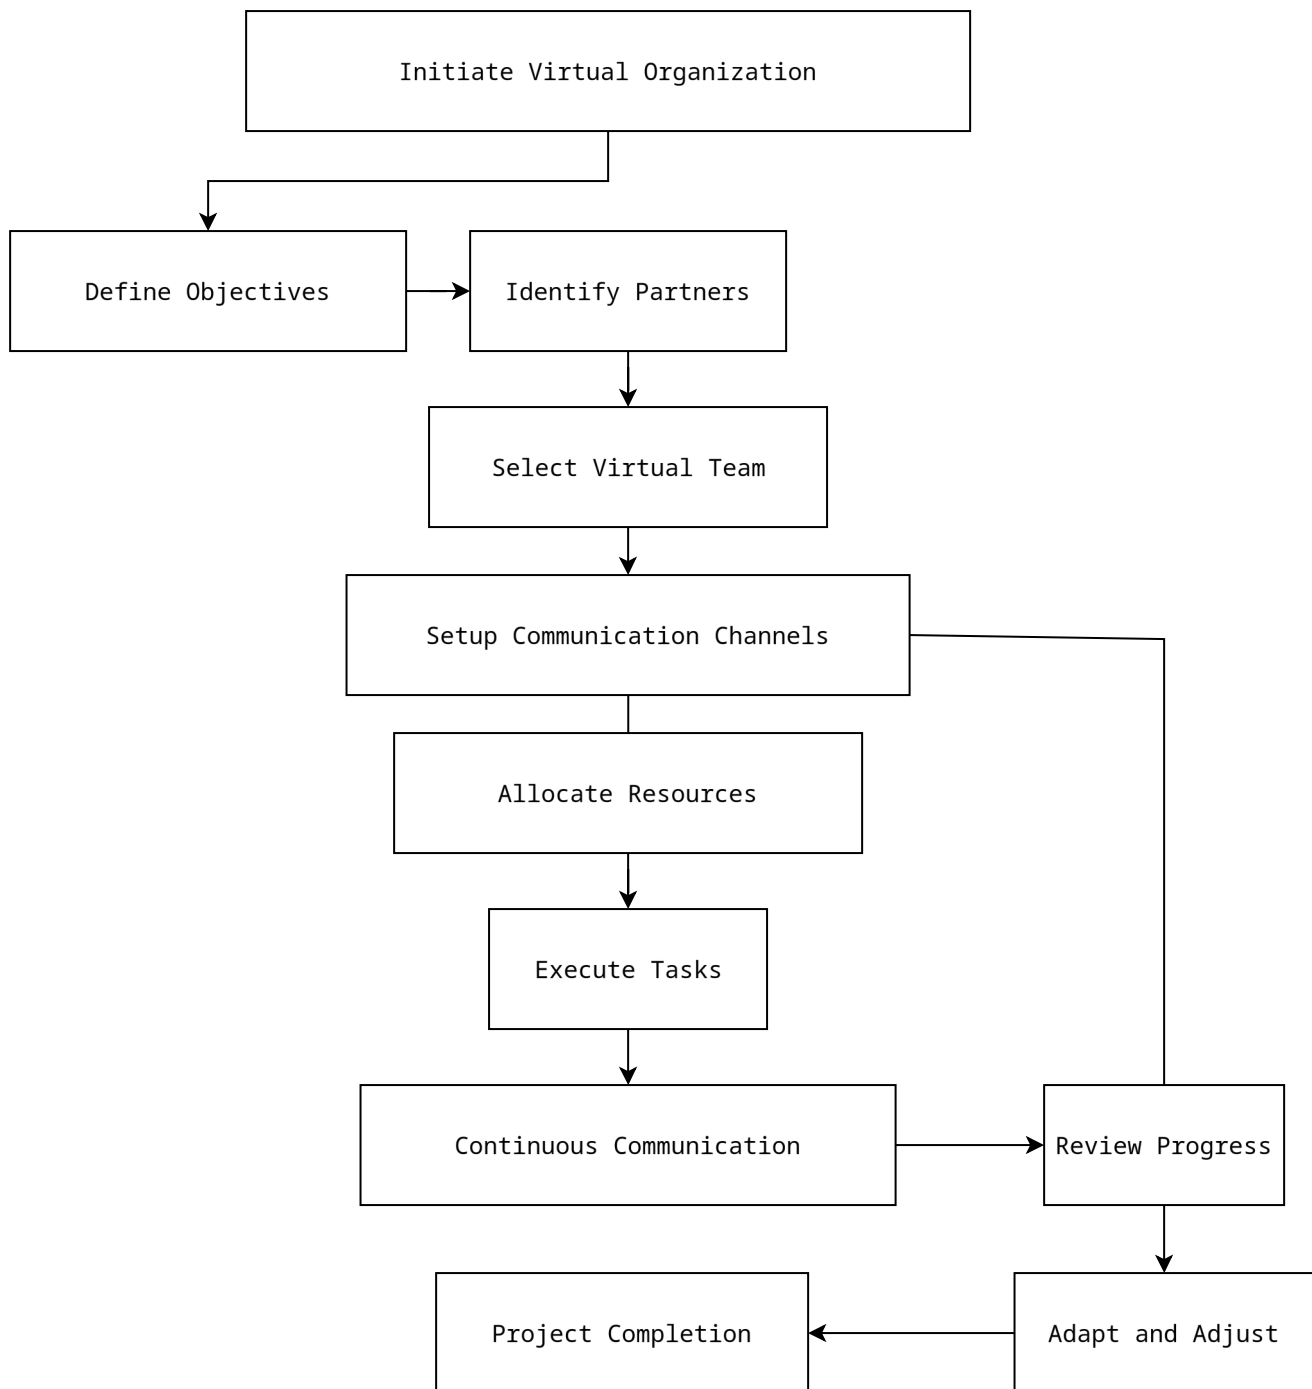 Initiate Virtual Organization
Define Objectives
Identify Partners
Select Virtual Team
Setup Communication Channels
Allocate Resources
Execute Tasks
Continuous Communication
Review Progress
Project Completion
Adapt and Adjust